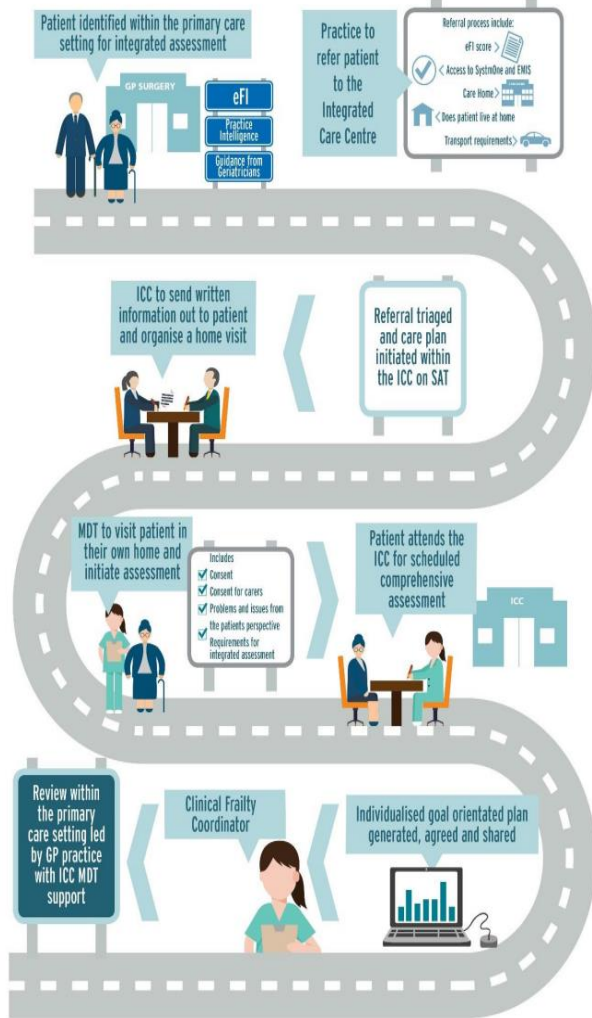 Patient identified within the primary care
setting for integrated assessment
GP SURGERY
eFI
Practice
Intelligence
Guidance from
Geriatricians
Practice to
refer patient
to the
Integrated
Care Centre
Referral process include:
eFI score
Access to SystmOne and EMIS
Care Home
Does patient live at home
Transport requirements
Referral triaged
and care plan
initiated within
the ICC on SAT
ICC to send written
information out to patient
and organise a home visit
MDT to visit patient in
their own home and
initiate assessment
Includes
Consent
Consent for carers
Problems and issues from
the patients perspective
Requirements for
integrated assessment
Patient attends the
ICC for scheduled
comprehensive
assessment
ICC
Individualised goal orientated plan
generated, agreed and shared
Clinical Frailty
Coordinator
Review within
the primary
care setting led
by GP practice
with ICC MDT
support